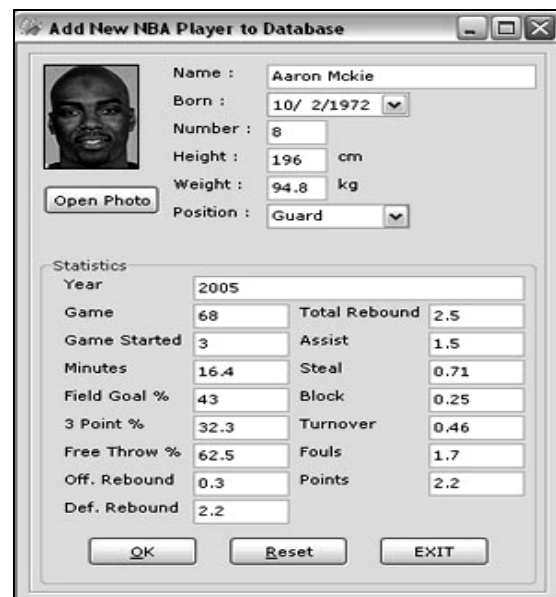 Add New NBA Player to Database
Name : Aaron Mckie
Born : 10/ 2/1972
Number : 8
Height : 196 cm
Weight : 94.8 kg
Open Photo
Position : Guard
Statistics
Year 2005
Game 68 Total Rebound 2.5
Game Started 3 Assist 1.5
Minutes 16.4 Steal 0.71
Field Goal % 43 Block 0.25
3 Point % 32.3 Turnover 0.46
Free Throw % 62.5 Fouls 1.7
Off. Rebound 0.3 Points 2.2
Def. Rebound 2.2
OK Reset EXIT